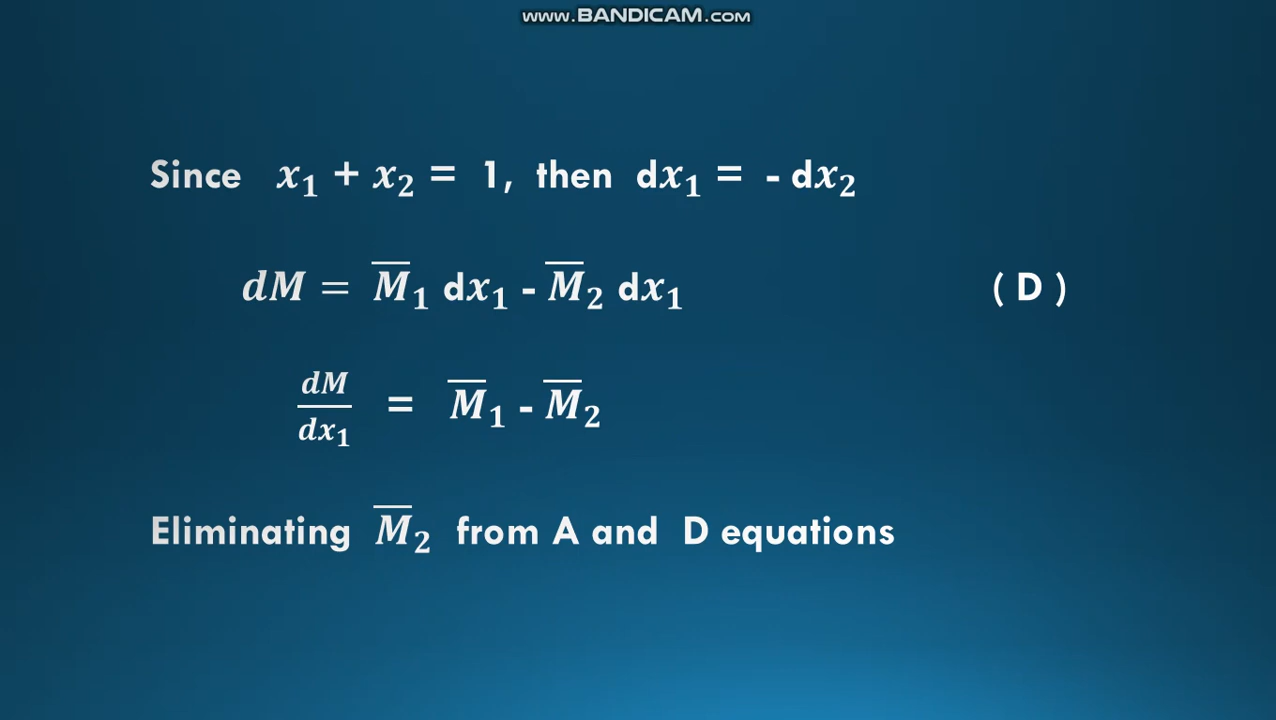 www.BANDICAM.com
Since x₁ + x₂ = 1, then dx₁ = - dx₂
dM = M̅₁ dx₁ - M̅₂ dx₁ ( D )
dM/dx₁ = M̅₁ - M̅₂
Eliminating M̅₂ from A and D equations